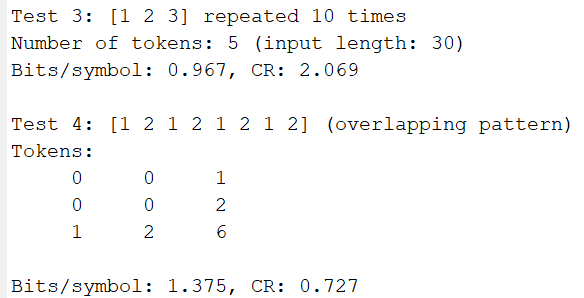 Test 3: [1 2 3] repeated 10 times
Number of tokens: 5 (input length: 30)
Bits/symbol: 0.967, CR: 2.069
Test 4: [1 2 1 2 1 2 1 2] (overlapping pattern)
Tokens:
0 0 1
0 0 2
1 2 6
Bits/symbol: 1.375, CR: 0.727